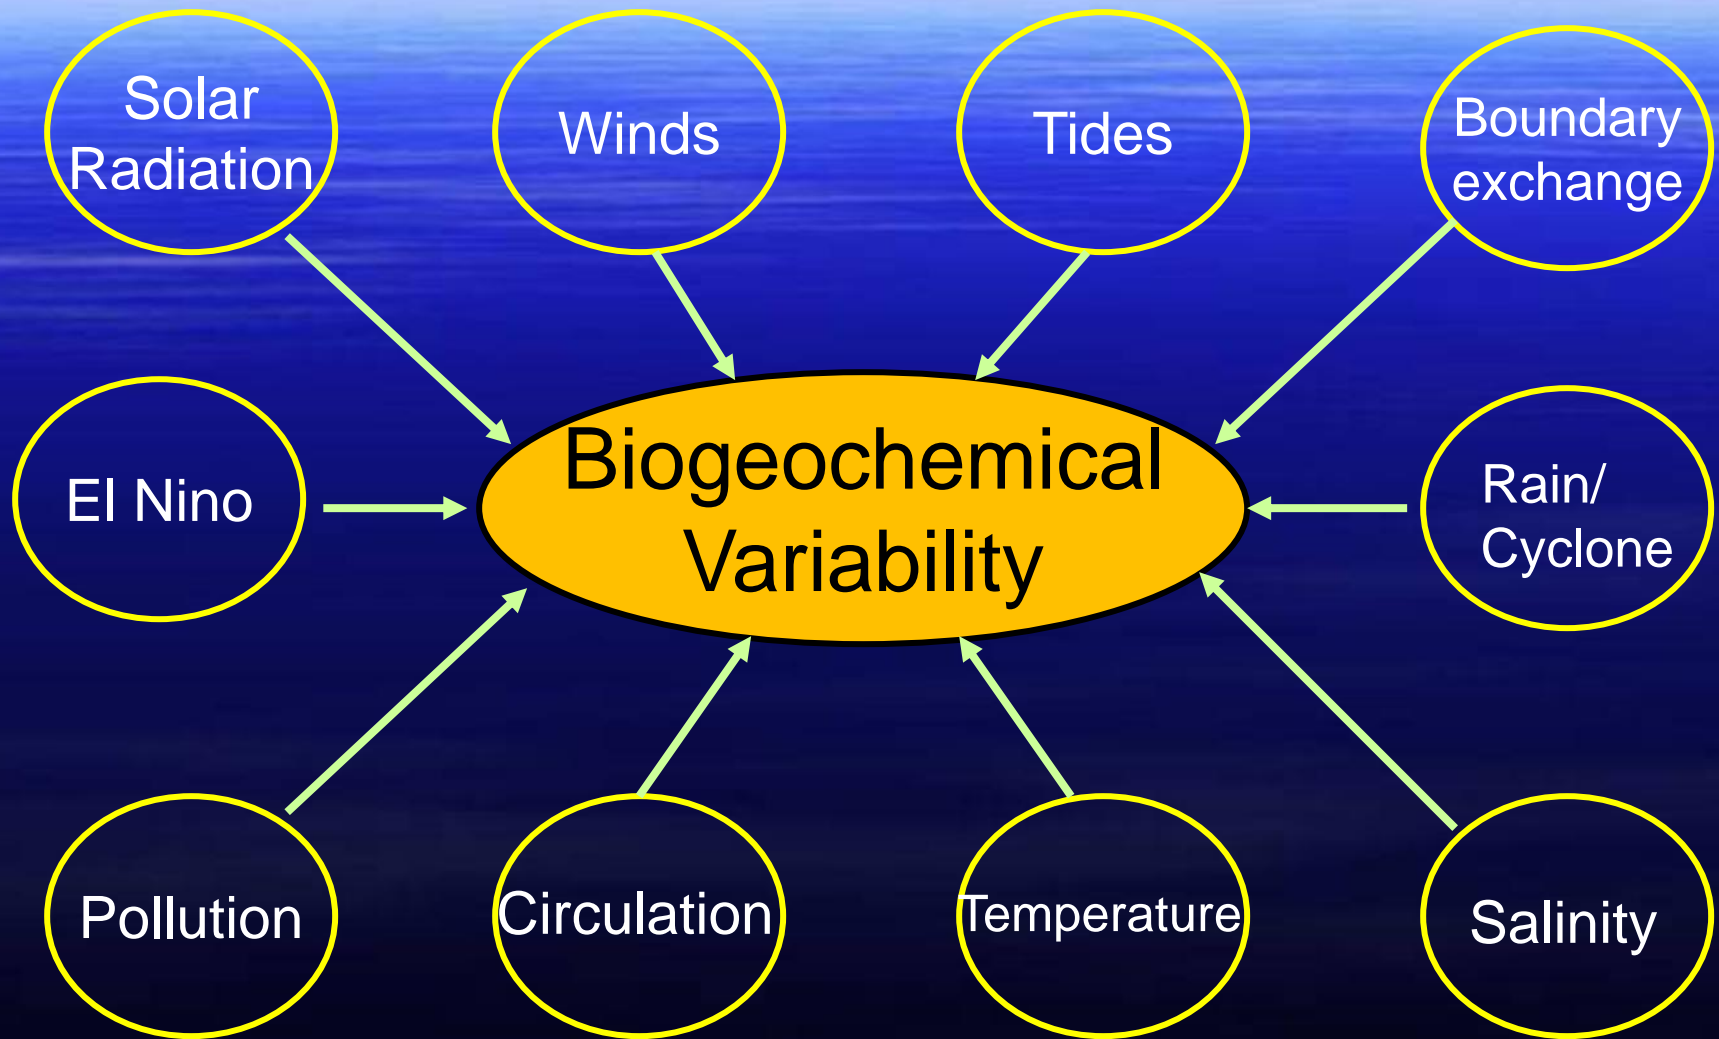 Solar
Radiation
Winds
Tides
Boundary
exchange
El Nino
Biogeochemical
Variability
Rain/
Cyclone
Pollution
Circulation
Temperature
Salinity